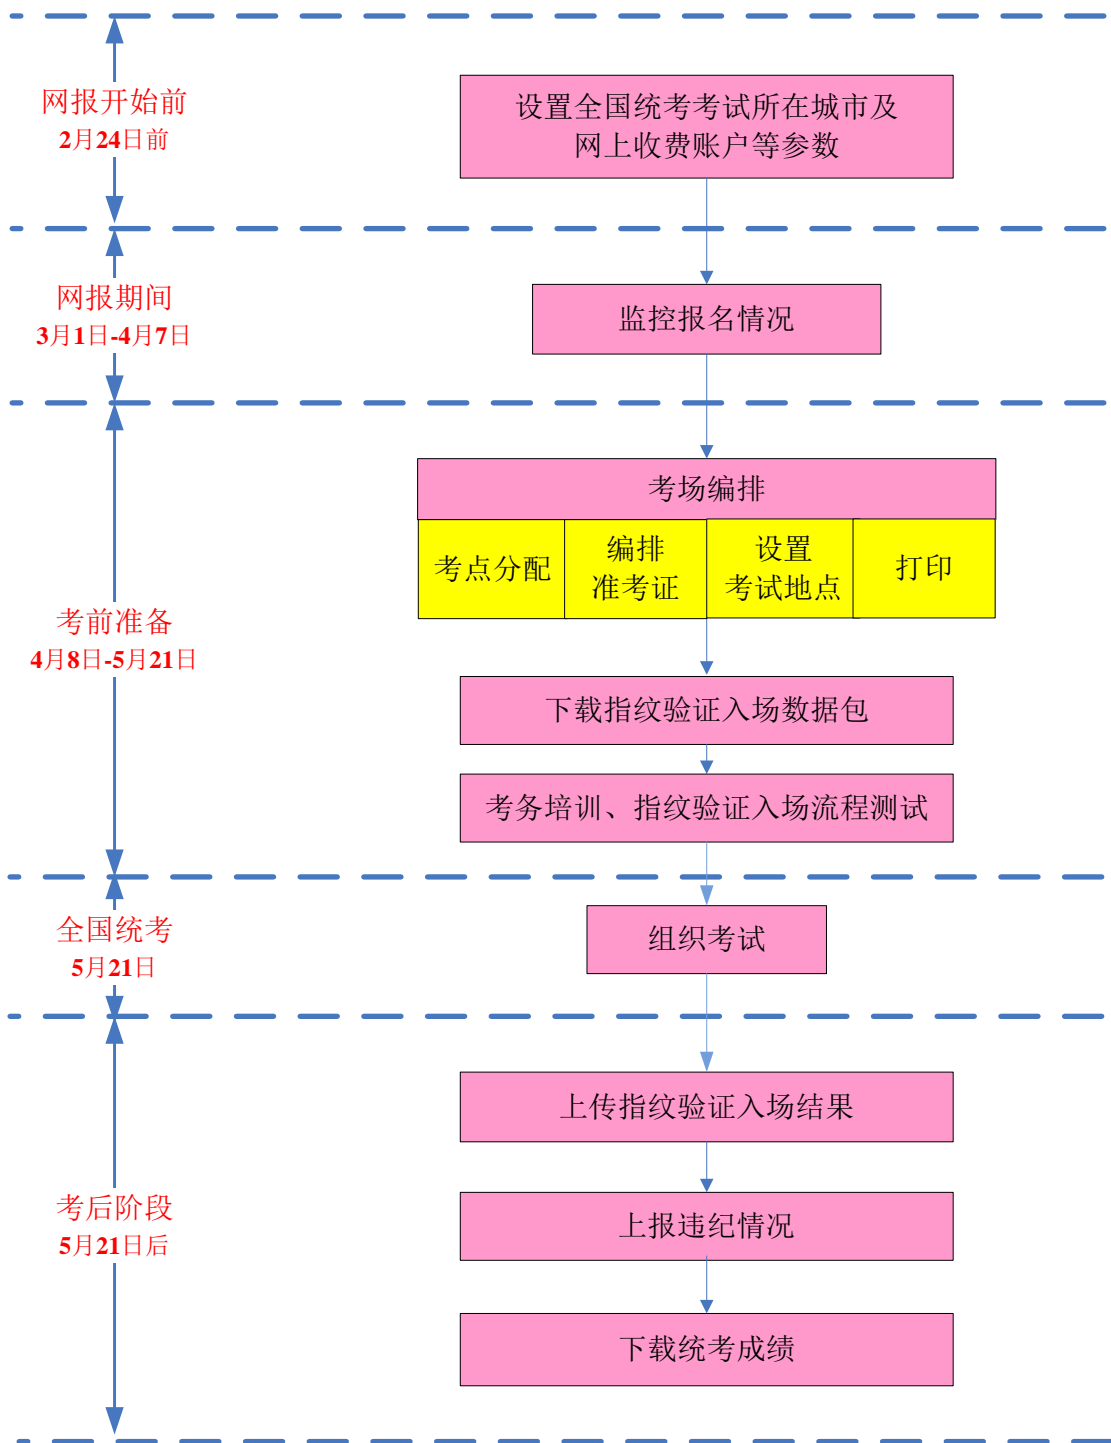 网报开始前
2月24日前
设置全国统考考试所在城市及
网上收费账户等参数
网报期间
3月1日-4月7日
监控报名情况
考前准备
4月8日-5月21日
考场编排
考点分配
编排
准考证
设置
考试地点
打印
下载指纹验证入场数据包
考务培训、指纹验证入场流程测试
全国统考
5月21日
组织考试
考后阶段
5月21日后
上传指纹验证入场结果
上报违纪情况
下载统考成绩